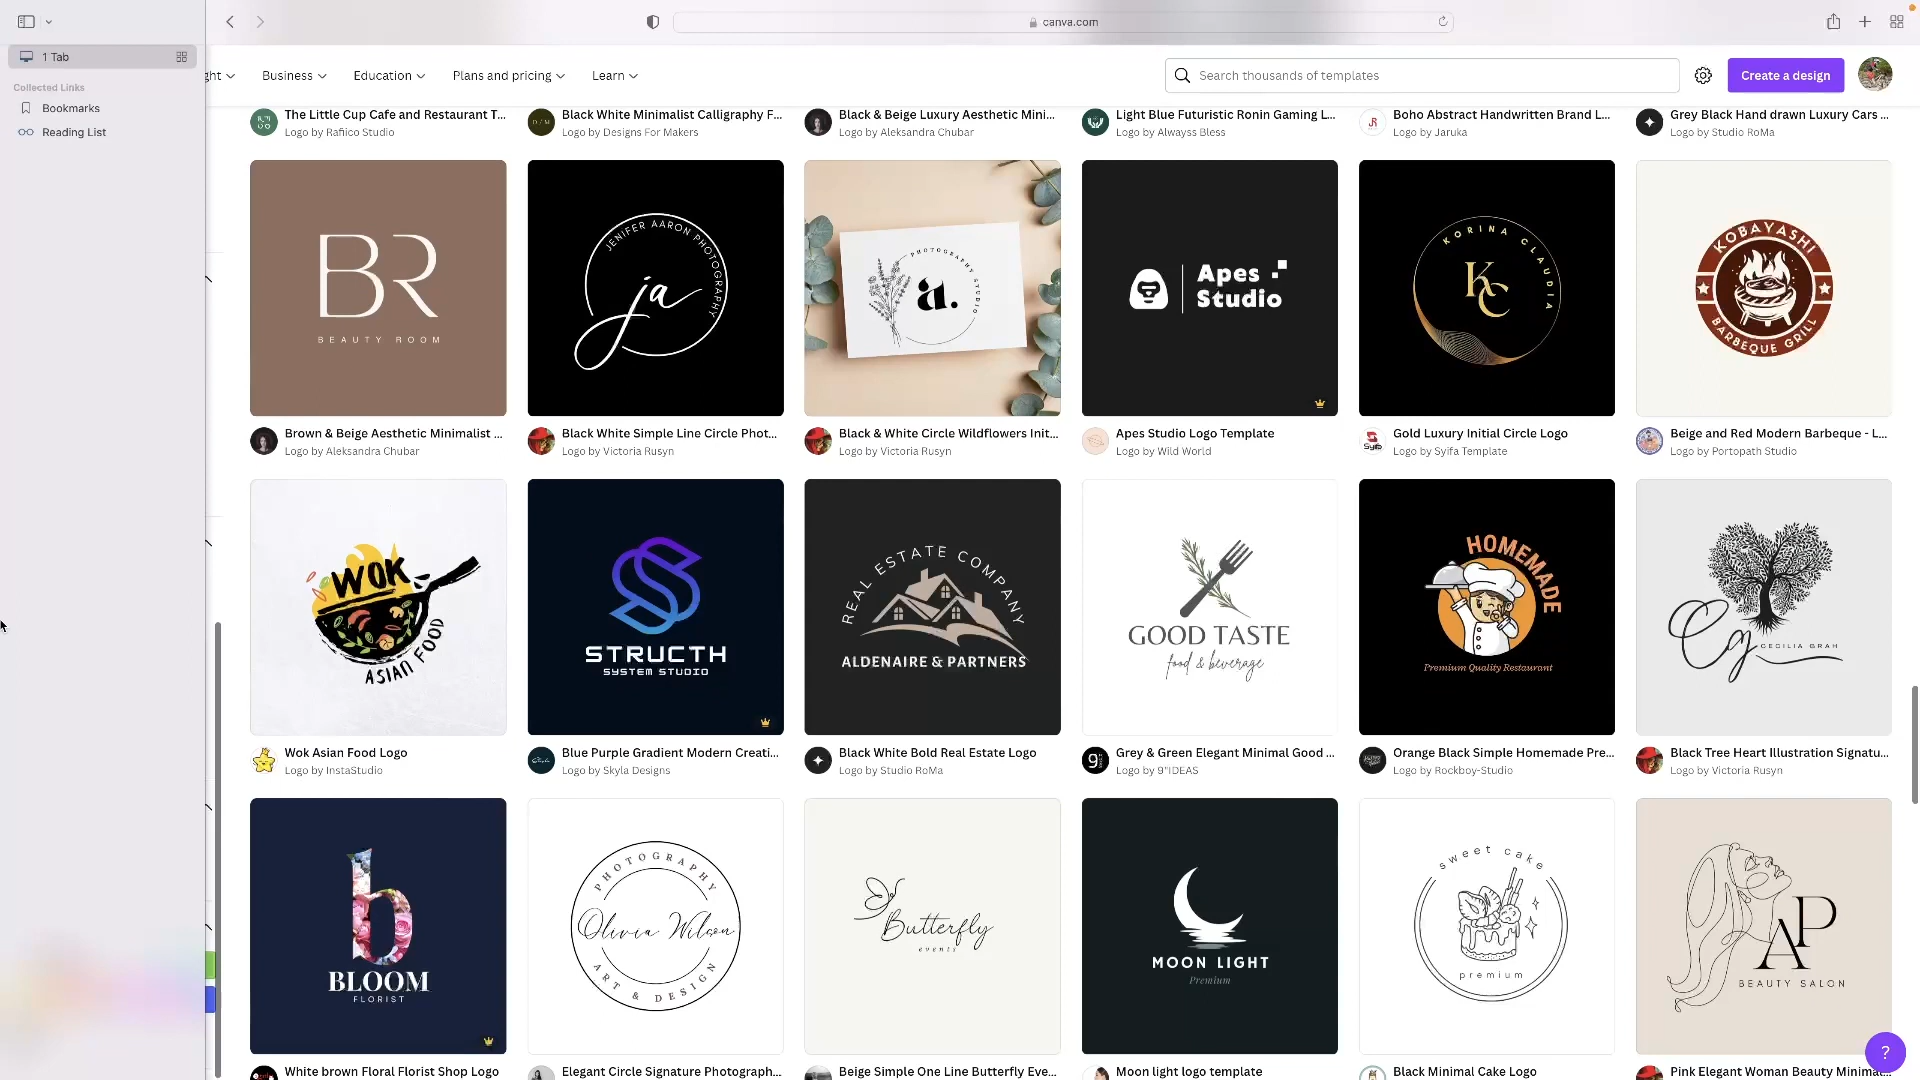 canva.com
1 Tab
Collected Links
Bookmarks
Reading List
ght
Business
Education
Plans and pricing
Learn
Search thousands of templates
Create a design
The Little Cup Cafe and Restaurant T...
Logo by Rafiico Studio
Black White Minimalist Calligraphy F...
Logo by Designs For Makers
Black & Beige Luxury Aesthetic Mini...
Logo by Aleksandra Chubar
Light Blue Futuristic Ronin Gaming L...
Logo by Alwayss Bless
Boho Abstract Handwritten Brand L...
Logo by Jaruka
Grey Black Hand drawn Luxury Cars ...
Logo by Studio RoMa
BR
BEAUTY ROOM
JENIFER AARON PHOTOGRAPHY
ja
PHOTOGRAPHY STUDIO
a.
Apes
Studio
KORINA CLAUDIA
KC
KOBAYASHI
BARBEQUE GRILL
Brown & Beige Aesthetic Minimalist ...
Logo by Aleksandra Chubar
Black White Simple Line Circle Phot...
Logo by Victoria Rusyn
Black & White Circle Wildflowers Init...
Logo by Victoria Rusyn
Apes Studio Logo Template
Logo by Wild World
Gold Luxury Initial Circle Logo
Logo by Syifa Template
Beige and Red Modern Barbeque - L...
Logo by Portopath Studio
WOK
ASIAN FOOD
STRUCTH
SYSTEM STUDIO
REAL ESTATE COMPANY
ALDENAIRE & PARTNERS
GOOD TASTE
food & beverage
HOMEMADE
Premium Quality Restaurant
Cg
CECILIA BRAH
Wok Asian Food Logo
Logo by InstaStudio
Blue Purple Gradient Modern Creati...
Logo by Skyla Designs
Black White Bold Real Estate Logo
Logo by Studio RoMa
Grey & Green Elegant Minimal Good ...
Logo by 9"IDEAS
Orange Black Simple Homemade Pre...
Logo by Rockboy-Studio
Black Tree Heart Illustration Signatu...
Logo by Victoria Rusyn
b
BLOOM
FLORIST
PHOTOGRAPHY
Olivia Wilson
ART & DESIGN
Butterfly
events
MOON LIGHT
Premium
sweet cake
premium
AP
BEAUTY SALON
?
White brown Floral Florist Shop Logo
Elegant Circle Signature Photograph...
Beige Simple One Line Butterfly Eve...
Moon light logo template
Black Minimal Cake Logo
Pink Elegant Woman Beauty Minimal...